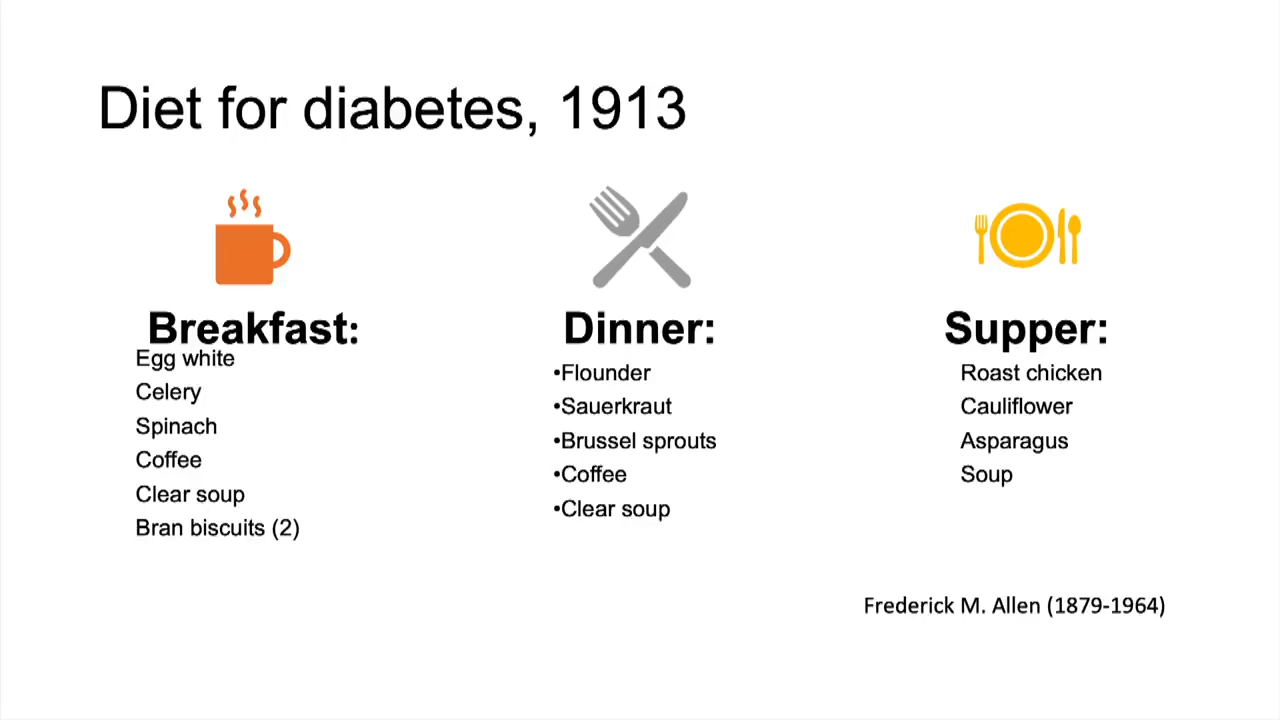 Diet for diabetes, 1913
Breakfast:
Egg white
Celery
Spinach
Coffee
Clear soup
Bran biscuits (2)
Dinner:
•Flounder
•Sauerkraut
•Brussel sprouts
•Coffee
•Clear soup
Supper:
Roast chicken
Cauliflower
Asparagus
Soup
Frederick M. Allen (1879-1964)